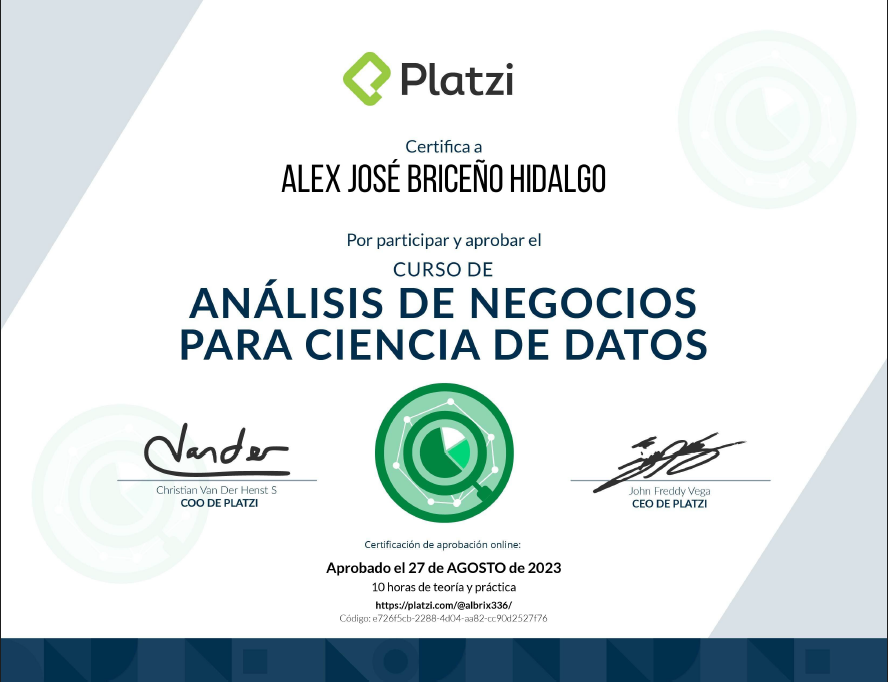 Platzi
Certifica a
ALEX JOSÉ BRICEÑO HIDALGO
Por participar y aprobar el
CURSO DE
ANÁLISIS DE NEGOCIOS
PARA CIENCIA DE DATOS
Vander
Christian Van Der Henst S
COO DE PLATZI
John Freddy Vega
CEO DE PLATZI
Certificación de aprobación online:
Aprobado el 27 de AGOSTO de 2023
10 horas de teoría y práctica
https://platzi.com/@albrix336/
Código: e726f5cb-2288-4d04-aa82-cc90d2527f76